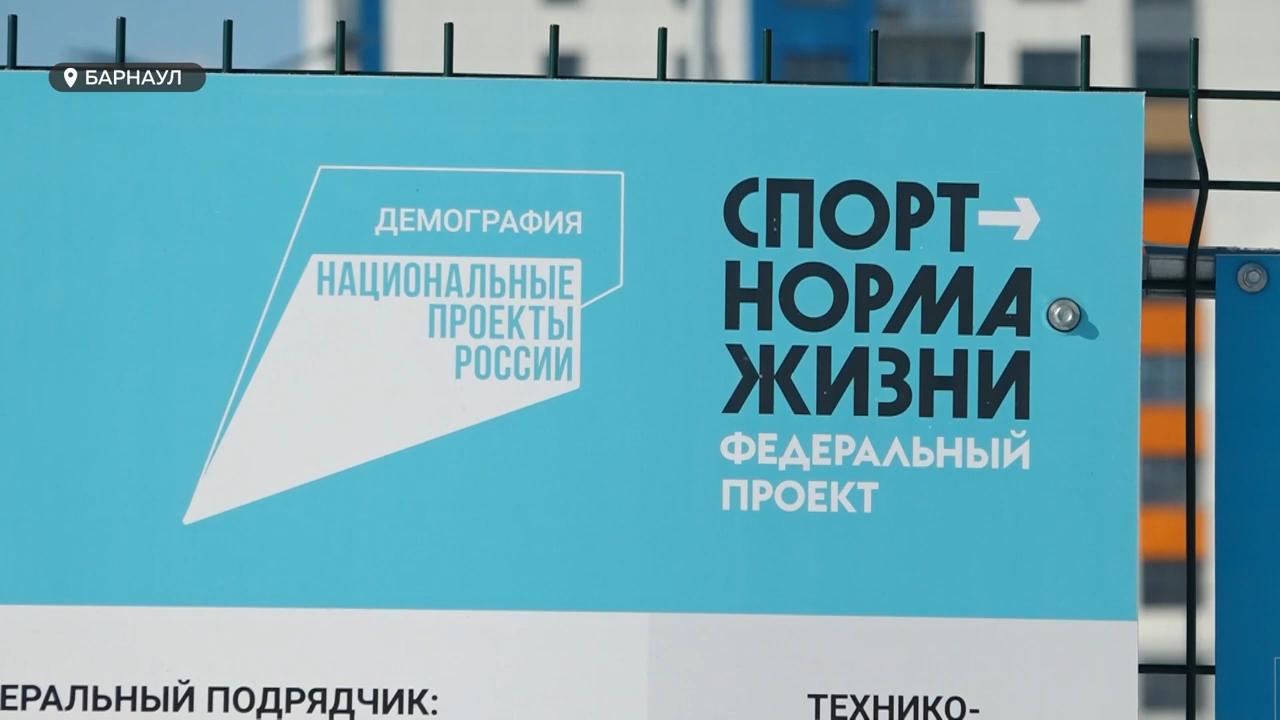 БАРНАУЛ
ДЕМОГРАФИЯ
НАЦИОНАЛЬНЫЕ
ПРОЕКТЫ
РОССИИ
СПОРТ→
НОРМА
ЖИЗНИ
ФЕДЕРАЛЬНЫЙ
ПРОЕКТ
ЕРАЛЬНЫЙ ПОДРЯДЧИК:
ТЕХНИКО-